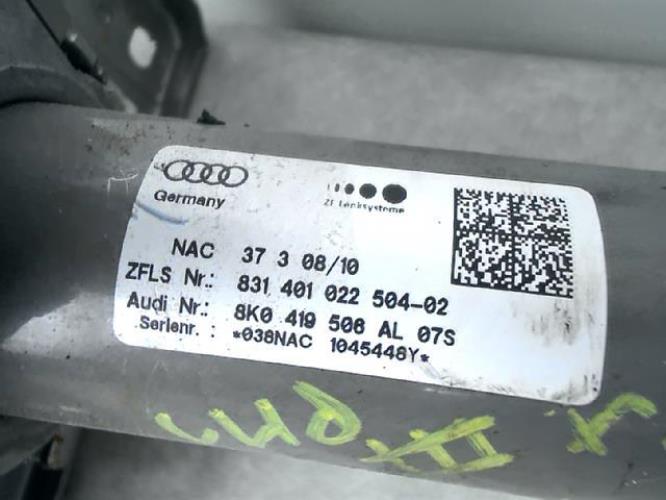 Germany
ZF Lenksysteme
NAC 37 3 08/10
ZFLS Nr.: 831 401 022 504-02
Audi Nr.: 8K0 419 506 AL 07S
Serienr. : *038NAC 1045448Y*